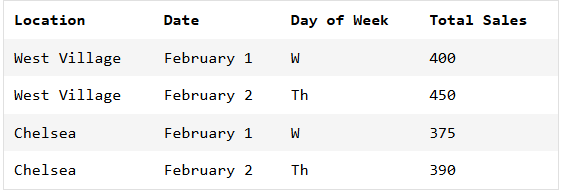 Location Date Day of Week Total Sales
West Village February 1 W 400
West Village February 2 Th 450
Chelsea February 1 W 375
Chelsea February 2 Th 390